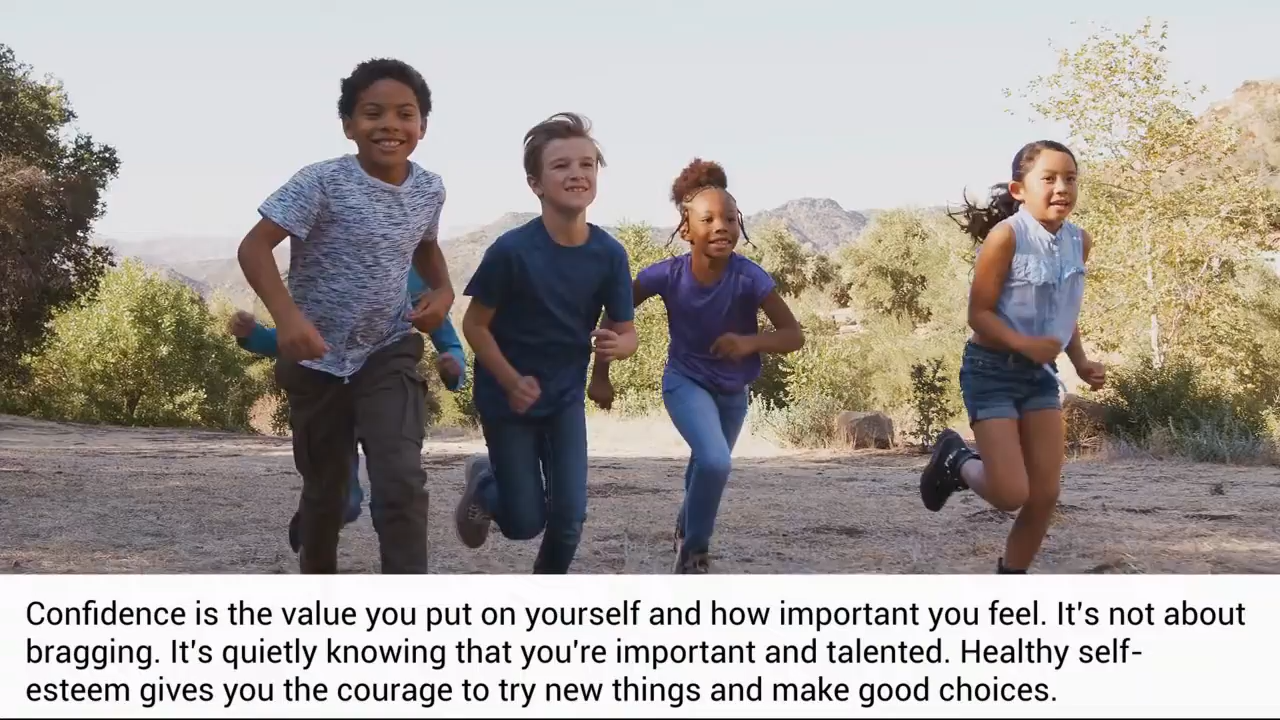 Confidence is the value you put on yourself and how important you feel. It's not about
bragging. It's quietly knowing that you're important and talented. Healthy self-
esteem gives you the courage to try new things and make good choices.